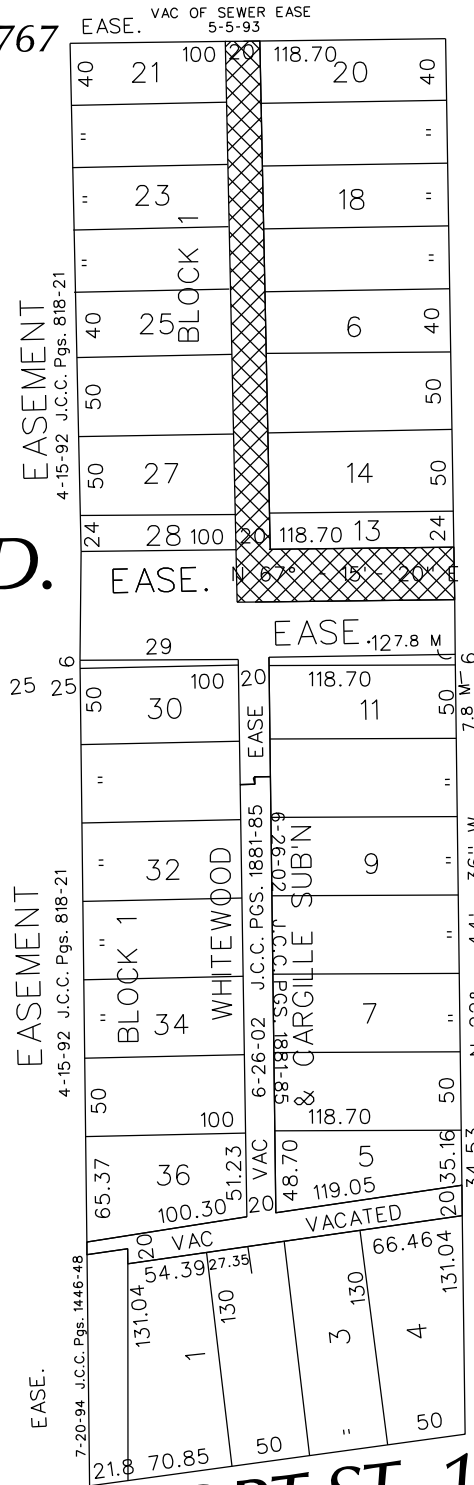 767
EASE.
VAC OF SEWER EASE
5-5-93
40 21 100 20 118.70 20 40
" "
" 23 18
" "
BLOCK 1
40 25 6 40
50 50
50 27 14 50
24 28 100 20 118.70 13 24
EASEMENT
4-15-92 J.C.C. Pgs. 818-21
D.
EASE. N 67° - 15' - 20" E
EASE.
127.8 M
6 29 6
25 25 50 30 100 20 118.70 11 50
7.8 M
EASE
" "
" 32 9 "
" "
" 34 7 "
EASEMENT
4-15-92 J.C.C. Pgs. 818-21
BLOCK 1
WHITEWOOD
6-26-02 J.C.C. PGS. 1881-85
6-26-02 J.C.C. PGS. 1881-85
& CARGILLE SUB'N
36" W
44'
50 100 118.70 50
65.37 36 51.23 VAC 48.70 5 35.16
34.53
100.30 20 119.05 20
VAC VACATED
20 54.39 27.35 66.46
131.04 130 130 131.04
1 3 4
EASE.
7-20-94 J.C.C. Pgs. 1446-48
21.8 70.85 50 " 50
ST. 1